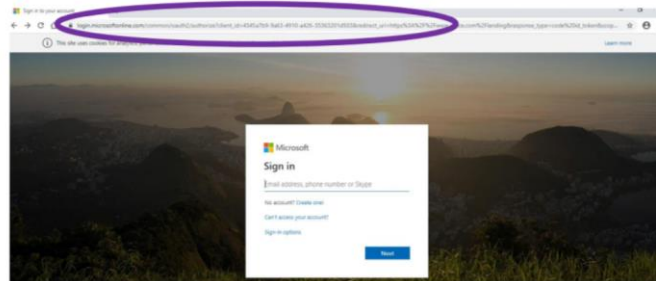 Sign in to your account
login.microsoftonline.com/common/oauth2/authorize?client_id=
This site uses cookies for analytics,
Learn more
Microsoft
Sign in
Email address, phone number or Skype
No account? Create one!
Can't access your account?
Sign-in options
Next